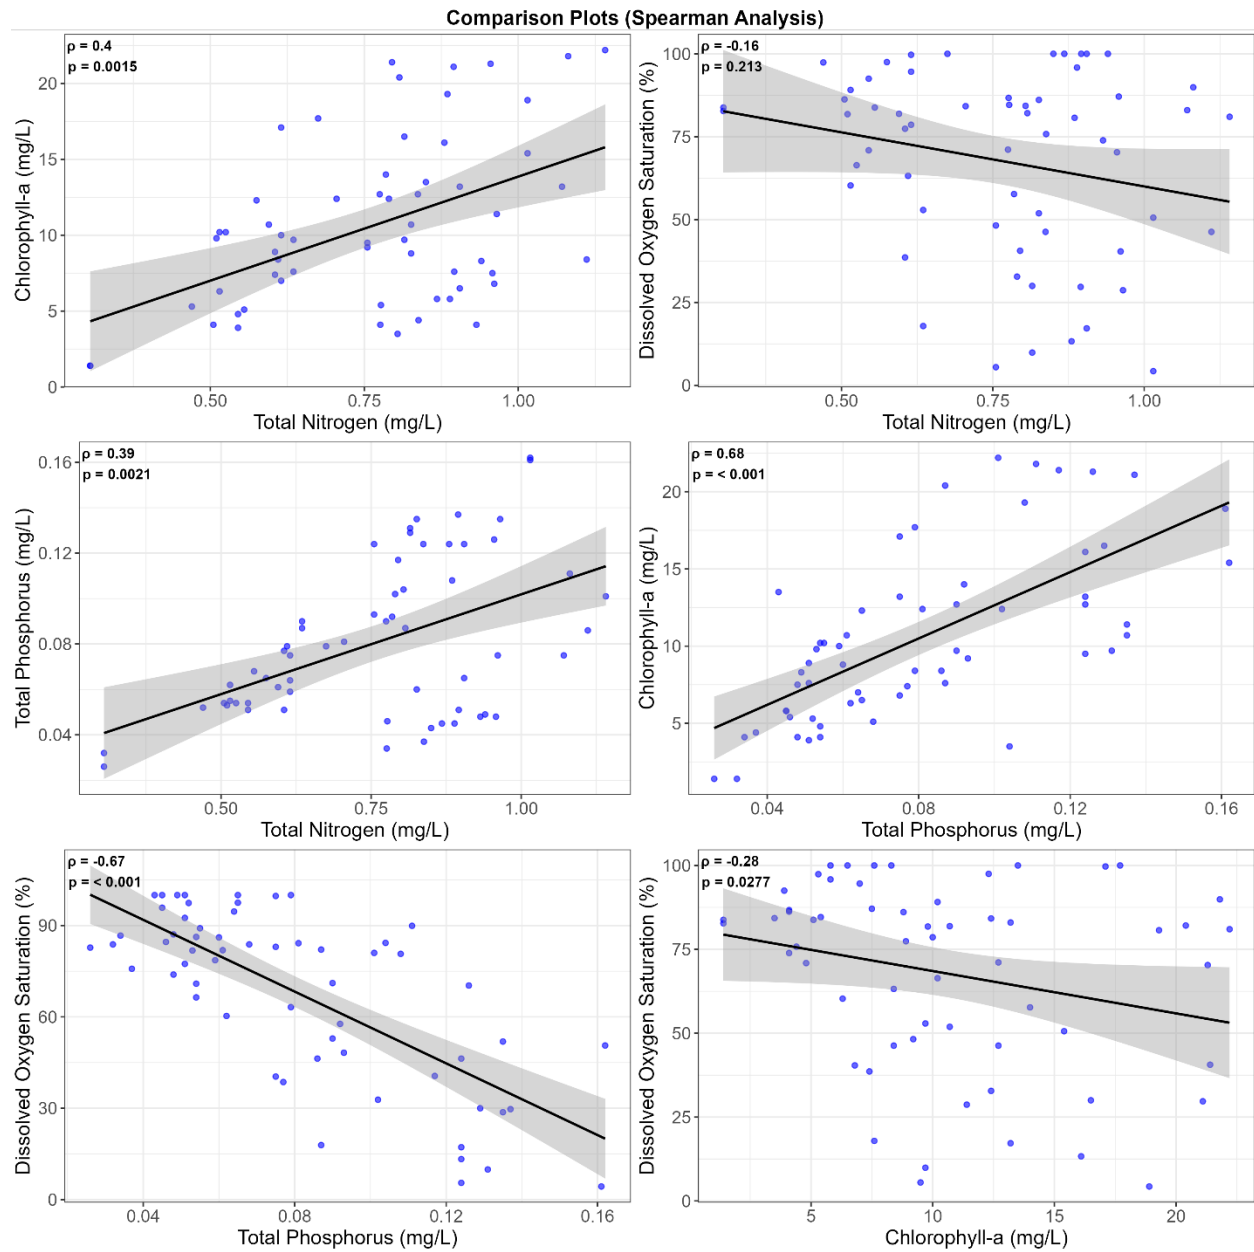 Comparison Plots (Spearman Analysis)
ρ = 0.4
p = 0.0015
20
15
10
5
0
Chlorophyll-a (mg/L)
0.50 0.75 1.00
Total Nitrogen (mg/L)
ρ = -0.16
p = 0.213
100
75
50
25
0
Dissolved Oxygen Saturation (%)
0.50 0.75 1.00
Total Nitrogen (mg/L)
ρ = 0.39
p = 0.0021
0.16
0.12
0.08
0.04
Total Phosphorus (mg/L)
0.50 0.75 1.00
Total Nitrogen (mg/L)
ρ = 0.68
p = < 0.001
20
15
10
5
Chlorophyll-a (mg/L)
0.04 0.08 0.12 0.16
Total Phosphorus (mg/L)
ρ = -0.67
p = < 0.001
90
60
30
0
Dissolved Oxygen Saturation (%)
0.04 0.08 0.12 0.16
Total Phosphorus (mg/L)
ρ = -0.28
p = 0.0277
100
75
50
25
0
Dissolved Oxygen Saturation (%)
5 10 15 20
Chlorophyll-a (mg/L)